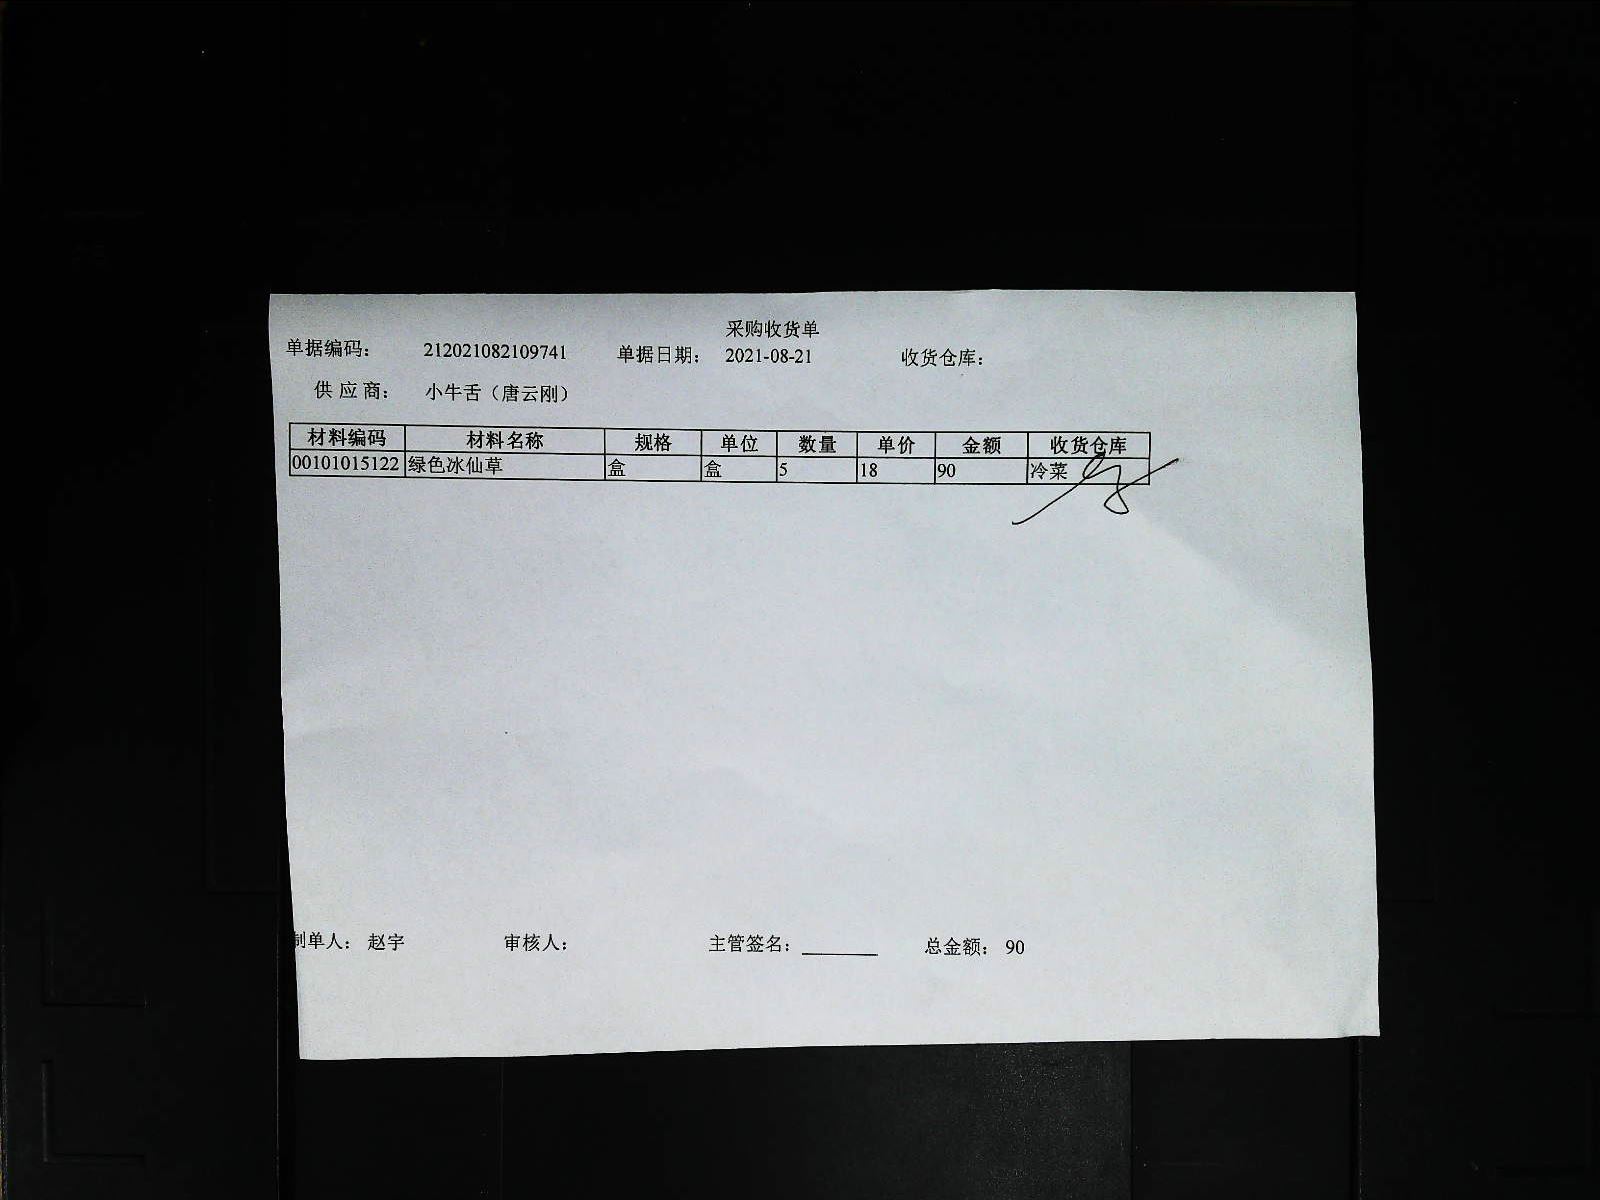 采购收货单
单据编码： 212021082109741 单据日期： 2021-08-21 收货仓库：
供 应 商： 小牛舌（唐云刚）
材料编码 材料名称 规格 单位 数量 单价 金额 收货仓库
00101015122 绿色冰仙草 盒 盒 5 18 90 冷菜
制单人： 赵宇 审核人： 主管签名： 总金额： 90